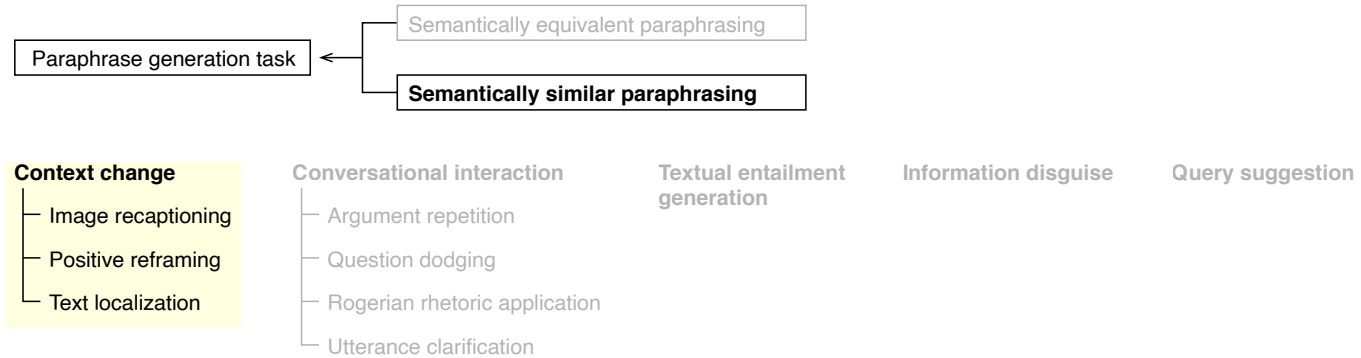 Semantically equivalent paraphrasing
Paraphrase generation task
Semantically similar paraphrasing
Context change
Image recaptioning
Positive reframing
Text localization
Conversational interaction
Argument repetition
Question dodging
Rogerian rhetoric application
Utterance clarification
Textual entailment
generation
Information disguise
Query suggestion